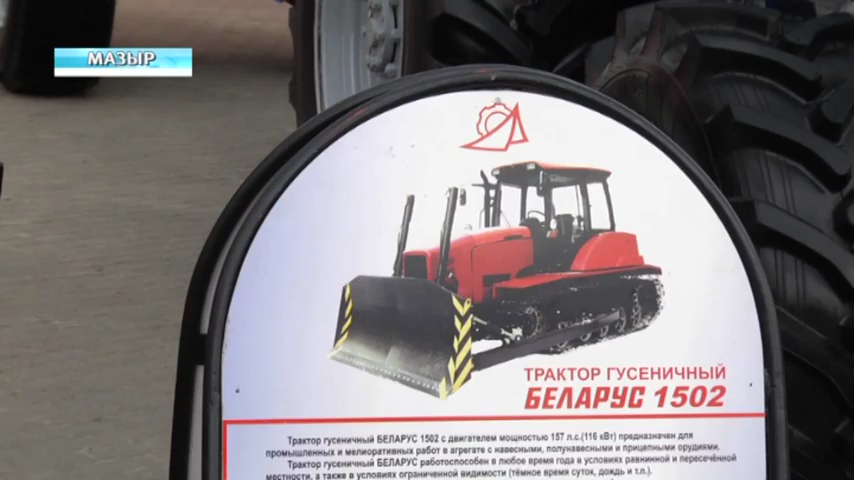 МАЗЫР
ТРАКТОР ГУСЕНИЧНЫЙ
БЕЛАРУС 1502
Трактор гусеничный БЕЛАРУС 1502 с двигателем мощностью 157 л.с.(116 кВт) предназначен для
промышленных и мелиоративных работ в агрегате с навесными, полунавесными и прицепными орудиями.
Трактор гусеничный БЕЛАРУС работоспособен в любое время года в условиях равнинной и пересечённой
местности, а также в условиях ограниченной видимости (тёмное время суток, дождь и т.п.).